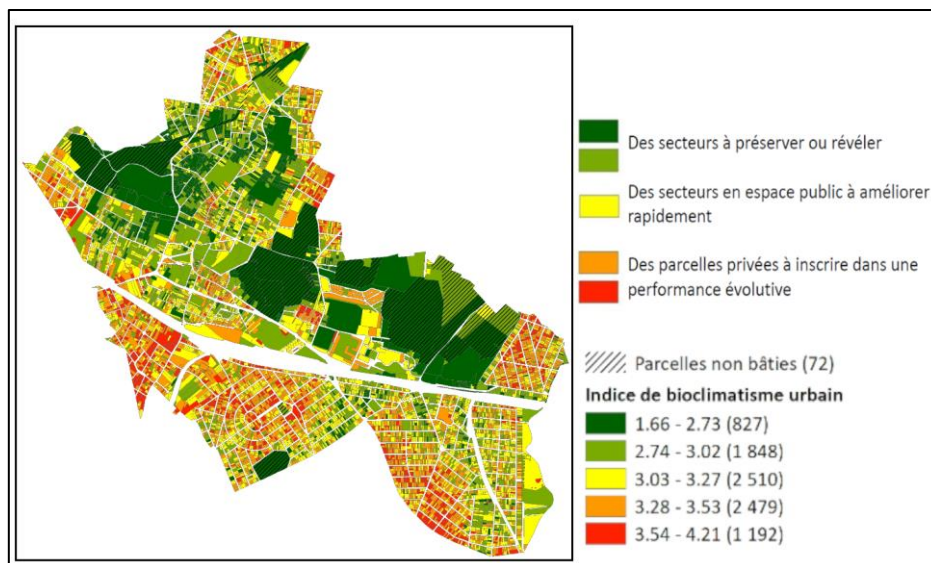 Des secteurs à préserver ou révéler
Des secteurs en espace public à améliorer
rapidement
Des parcelles privées à inscrire dans une
performance évolutive
Parcelles non bâties (72)
Indice de bioclimatisme urbain
1.66 - 2.73 (827)
2.74 - 3.02 (1 848)
3.03 - 3.27 (2 510)
3.28 - 3.53 (2 479)
3.54 - 4.21 (1 192)